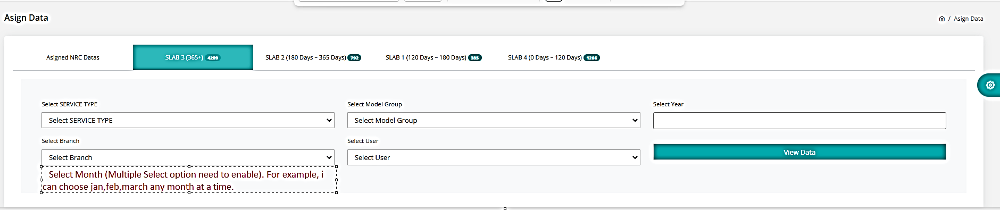 Asign Data
/ Asign Data
Asigned NRC Datas
SLAB 3 (365+) 4209
SLAB 2 (180 Days – 365 Days) 792
SLAB 1 (120 Days – 180 Days) 385
SLAB 4 (0 Days – 120 Days) 1266
Select SERVICE TYPE
Select Model Group
Select Year
Select SERVICE TYPE
Select Model Group
Select Branch
Select User
Select Branch
Select User
View Data
Select Month (Multiple Select option need to enable). For example, i
can choose jan,feb,march any month at a time.